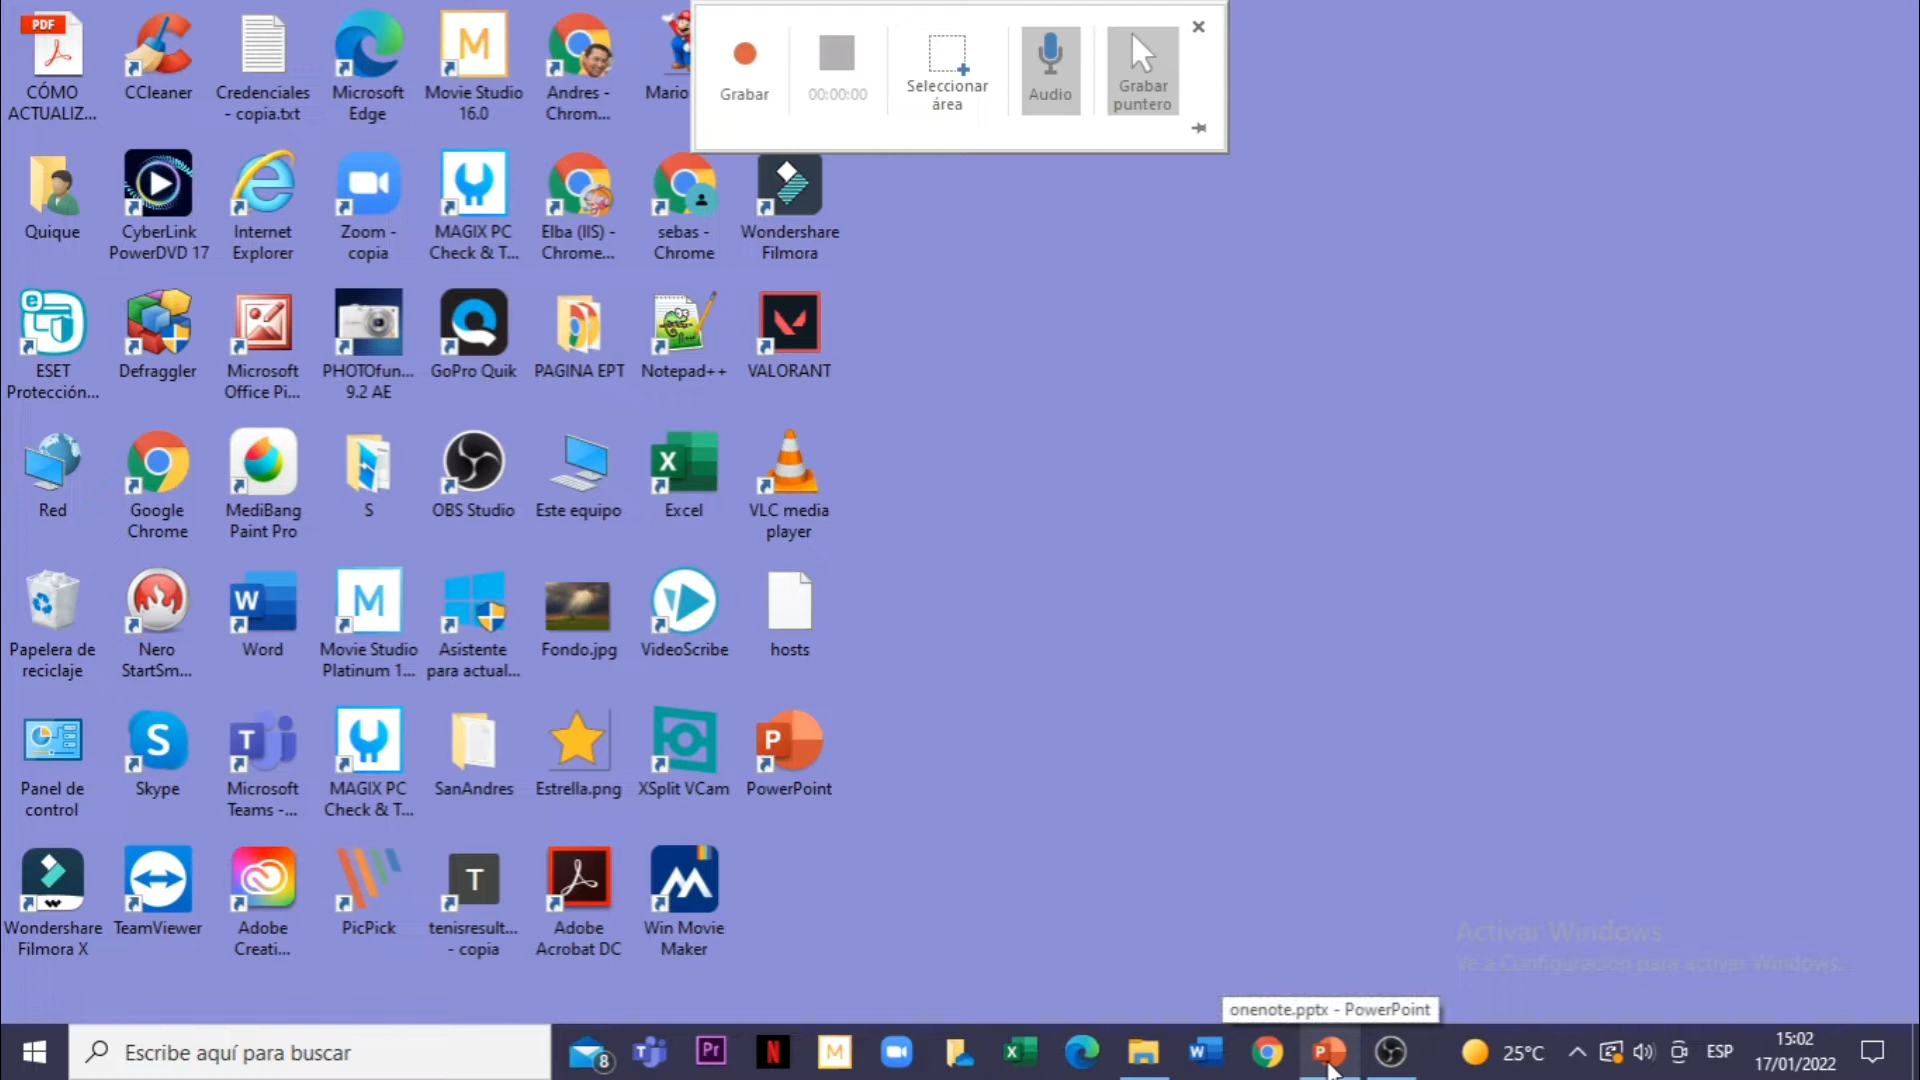 Grabar
00:00:00
Seleccionar
área
Audio
Grabar
puntero
PDF
CÓMO
ACTUALIZ...
CCleaner
Credenciales
- copia.txt
Microsoft
Edge
M
Movie Studio
16.0
Andres -
Chrom...
Mario
Quique
CyberLink
PowerDVD 17
Internet
Explorer
Zoom -
copia
MAGIX PC
Check & T...
Elba (IIS) -
Chrome...
sebas -
Chrome
Wondershare
Filmora
e
ESET
Protección...
Defraggler
Microsoft
Office Pi...
PHOTOfun...
9.2 AE
GoPro Quik
PAGINA EPT
Notepad++
VALORANT
Red
Google
Chrome
MediBang
Paint Pro
S
OBS Studio
Este equipo
X
Excel
VLC media
player
Papelera de
reciclaje
Nero
StartSm...
W
Word
M
Movie Studio
Platinum 1...
Asistente
para actual...
Fondo.jpg
VideoScribe
hosts
Panel de
control
S
Skype
T
Microsoft
Teams -...
MAGIX PC
Check & T...
SanAndres
Estrella.png
XSplit VCam
P
PowerPoint
Wondershare
Filmora X
TeamViewer
Adobe
Creati...
PicPick
T
tenisresult...
- copia
Adobe
Acrobat DC
Win Movie
Maker
Activar Windows
Ve a Configuración para activar Windows.
onenote.pptx - PowerPoint
Escribe aquí para buscar
8
T
Pr
N
M
X
W
P
25°C
ESP
15:02
17/01/2022